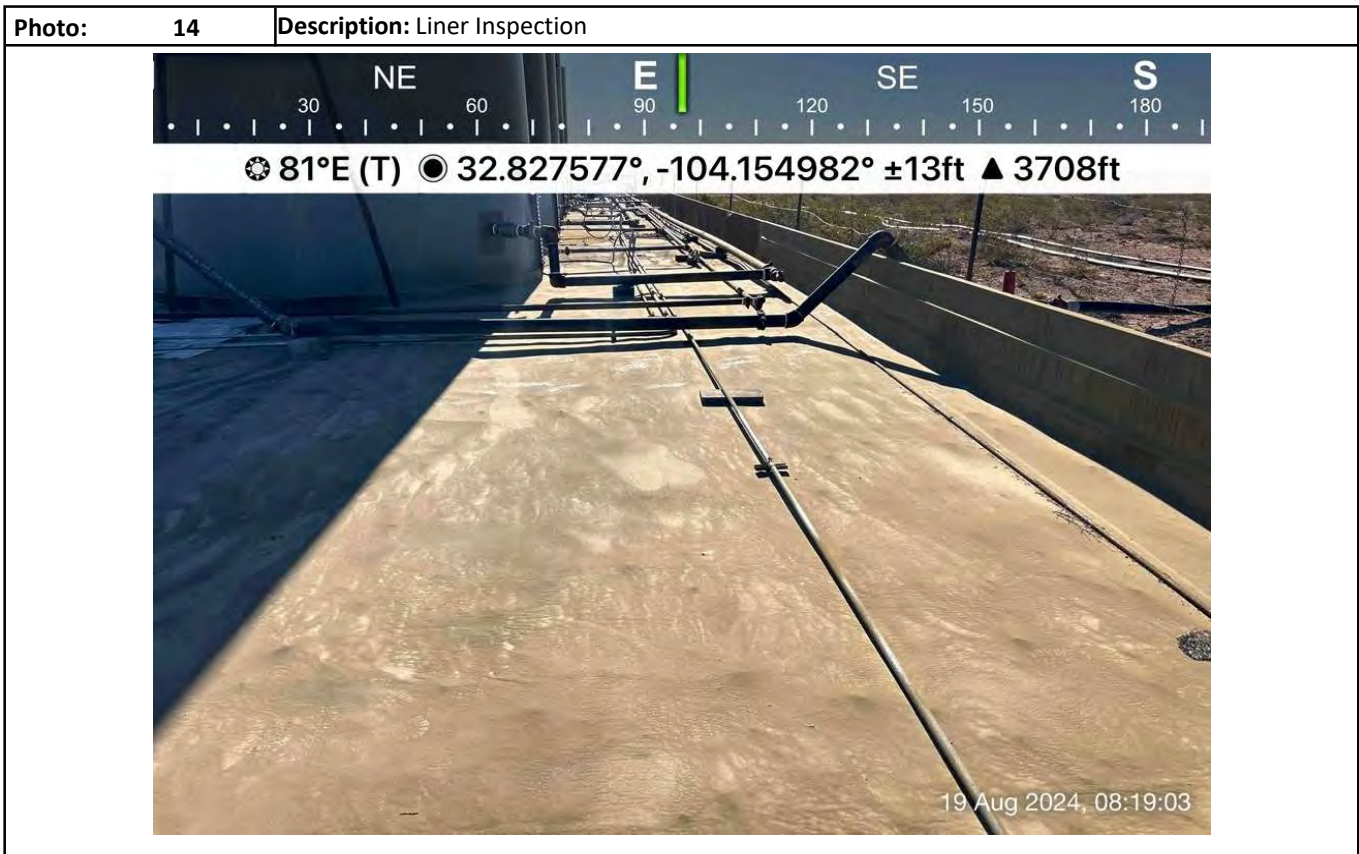 Photo: 14 Description: Liner Inspection
NE E SE S
30 60 90 120 150 180
81°E (T) 32.827577°, -104.154982° ±13ft ▲ 3708ft
19 Aug 2024, 08:19:03